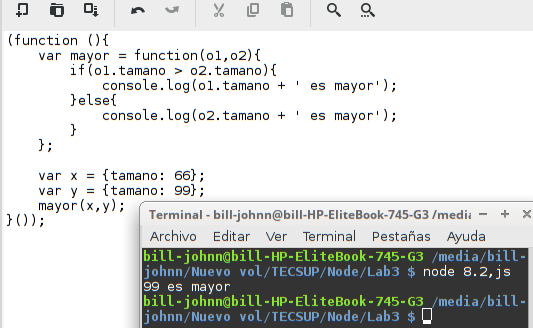 (function (){
var mayor = function(o1,o2){
if(o1.tamano > o2.tamano){
console.log(o1.tamano + ' es mayor');
}else{
console.log(o2.tamano + ' es mayor');
}
};
var x = {tamano: 66};
var y = {tamano: 99};
mayor(x,y);
}());
Terminal - bill-johnn@bill-HP-EliteBook-745-G3 /media
Archivo Editar Ver Terminal Pestañas Ayuda
bill-johnn@bill-HP-EliteBook-745-G3 /media/bill-
johnn/Nuevo vol/TECSUP/Node/Lab3 $ node 8.2,js
99 es mayor
bill-johnn@bill-HP-EliteBook-745-G3 /media/bill-
johnn/Nuevo vol/TECSUP/Node/Lab3 $